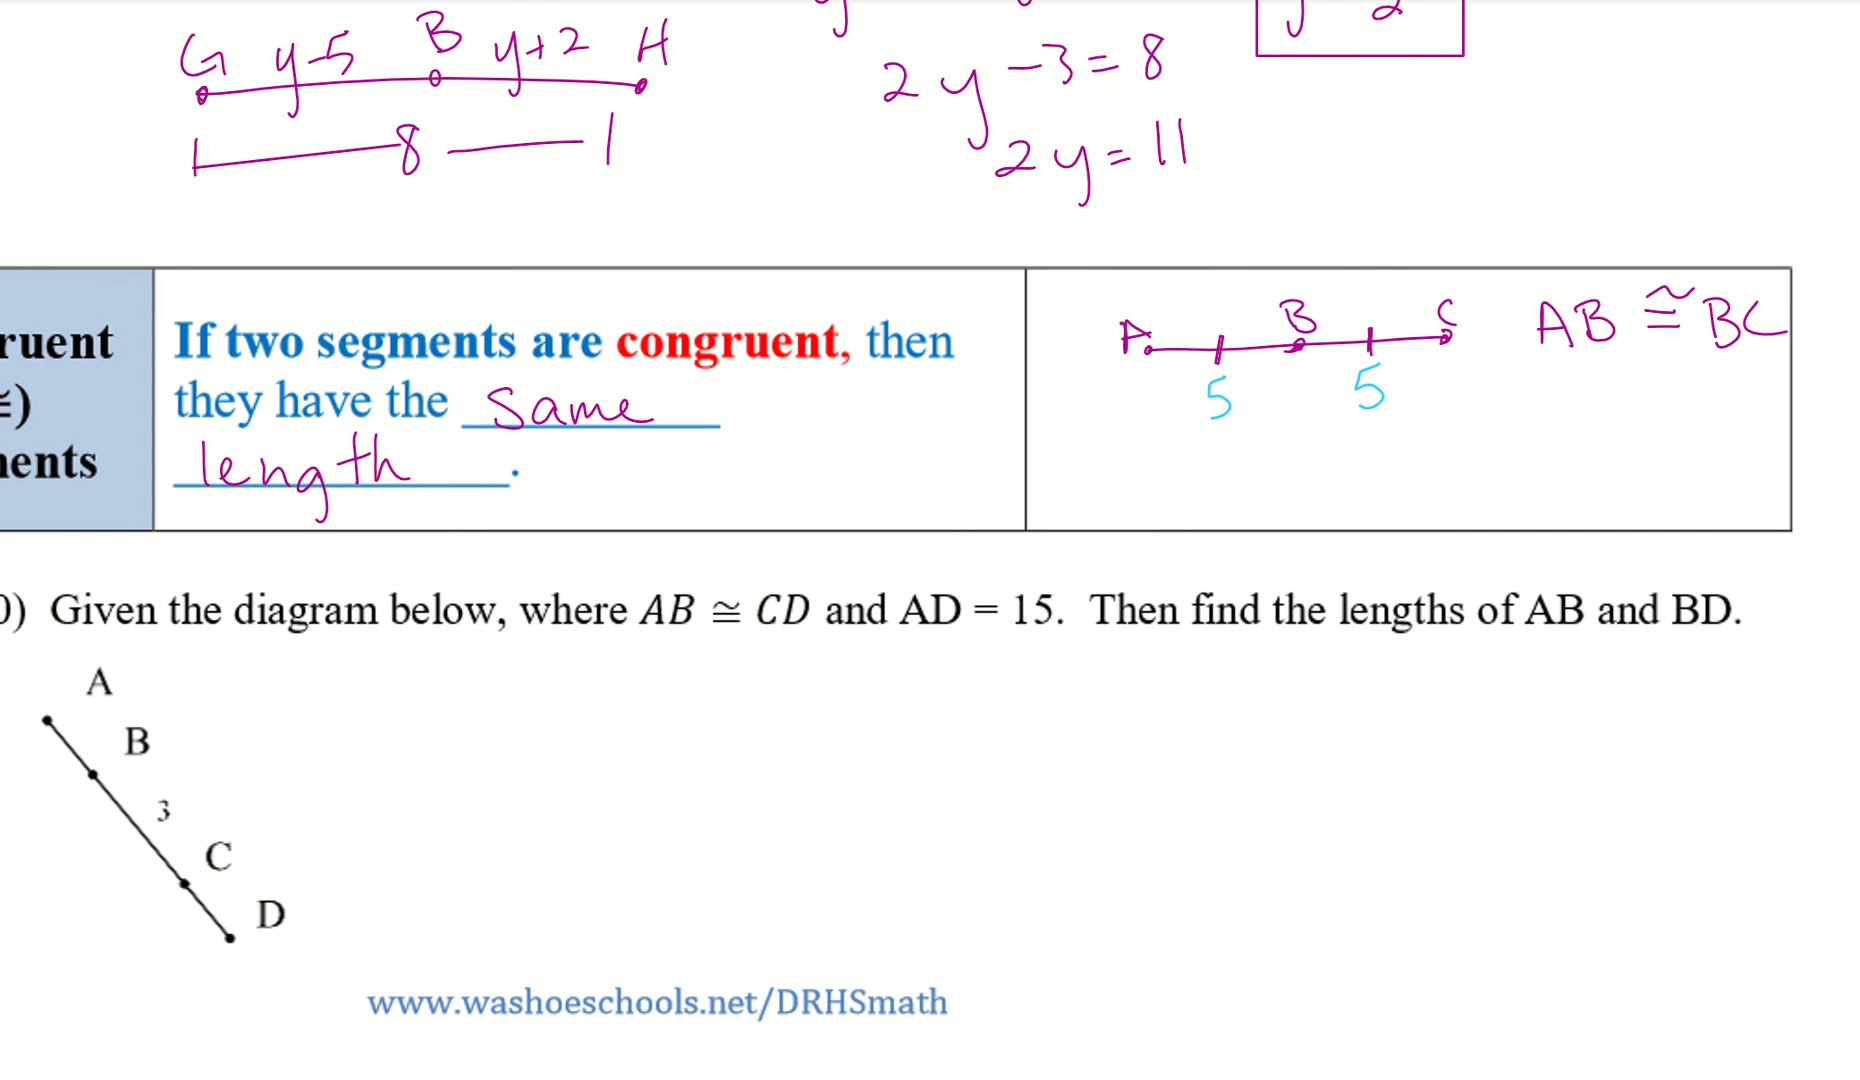 G y-5 B y+2 H
8
2y-3=8
2y=11
ruent
ents
If two segments are congruent, then
they have the same
length.
A B C AB ≅ BC
5 5
) Given the diagram below, where AB ≅ CD and AD = 15. Then find the lengths of AB and BD.
A
B
3
C
D
www.washoeschools.net/DRHSmath